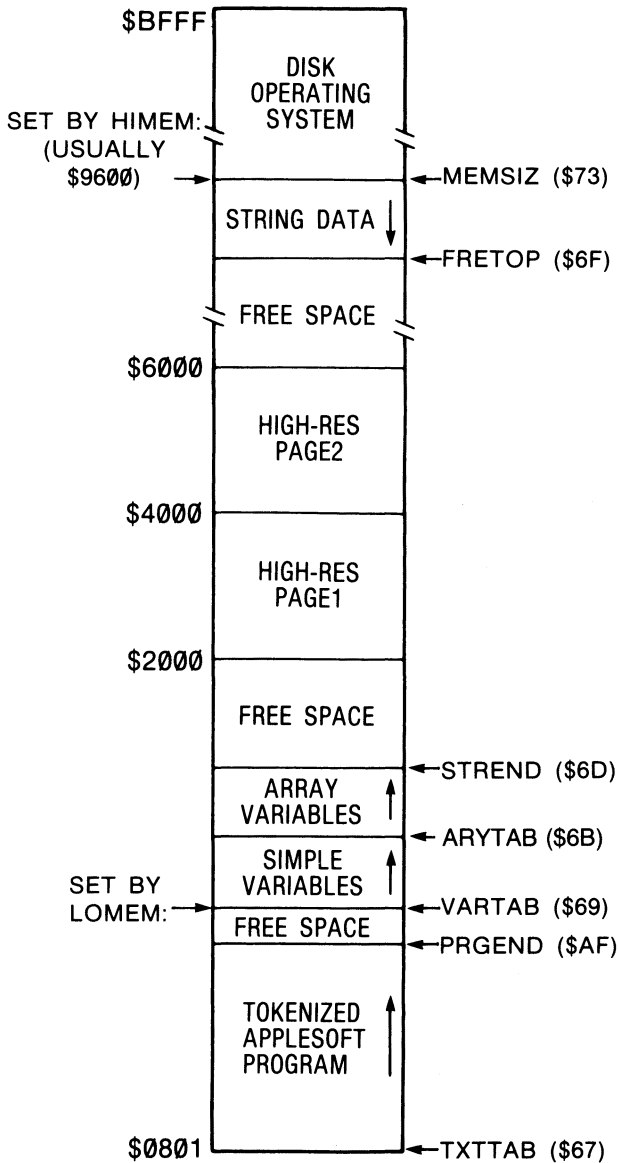 $BFFF
DISK
OPERATING
SYSTEM
SET BY HIMEM:
(USUALLY
$9600)
MEMSIZ ($73)
STRING DATA
FRETOP ($6F)
FREE SPACE
$6000
HIGH-RES
PAGE2
$4000
HIGH-RES
PAGE1
$2000
FREE SPACE
STREND ($6D)
ARRAY
VARIABLES
ARYTAB ($6B)
SIMPLE
VARIABLES
SET BY
LOMEM:
VARTAB ($69)
FREE SPACE
PRGEND ($AF)
TOKENIZED
APPLESOFT
PROGRAM
$0801
TXTTAB ($67)